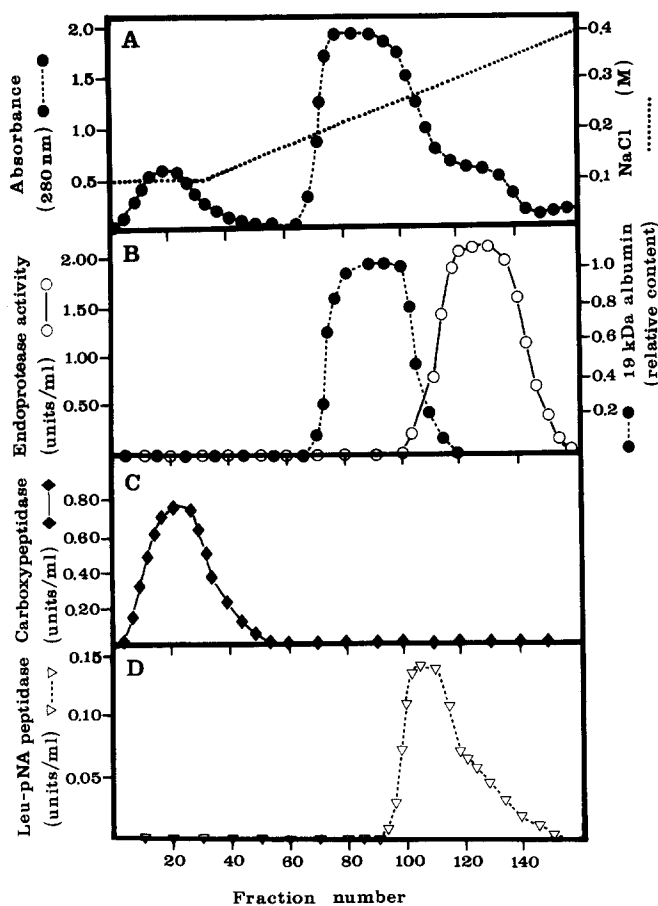 A
2.0
1.5
1.0
0.5
Absorbance
(280 nm)
0.4
0.3
0.2
0.1
NaCl (M)
B
2.00
1.50
1.00
0.50
Endoprotease activity
(units/ml)
1.0
0.8
0.6
0.4
0.2
19 kDa albumin
(relative content)
C
0.80
0.60
0.40
0.20
Carboxypeptidase
(units/ml)
D
0.15
0.10
0.05
Leu-pNA peptidase
(units/ml)
20 40 60 80 100 120 140
Fraction number